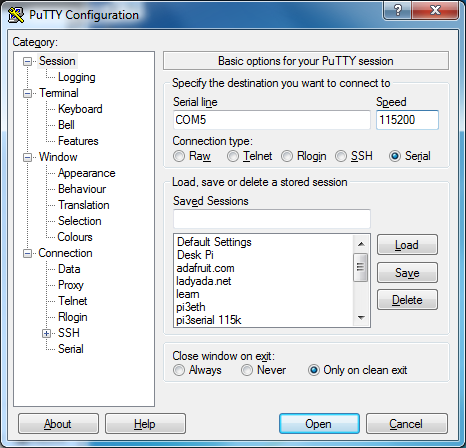 PuTTY Configuration
Category:
Session
Logging
Terminal
Keyboard
Bell
Features
Window
Appearance
Behaviour
Translation
Selection
Colours
Connection
Data
Proxy
Telnet
Rlogin
SSH
Serial
Basic options for your PuTTY session
Specify the destination you want to connect to
Serial line Speed
COM5 115200
Connection type:
Raw Telnet Rlogin SSH Serial
Load, save or delete a stored session
Saved Sessions
Default Settings
Desk Pi
adafruit.com
ladyada.net
learn
pi3eth
pi3serial 115k
Load
Save
Delete
Close window on exit:
Always Never Only on clean exit
About Help Open Cancel